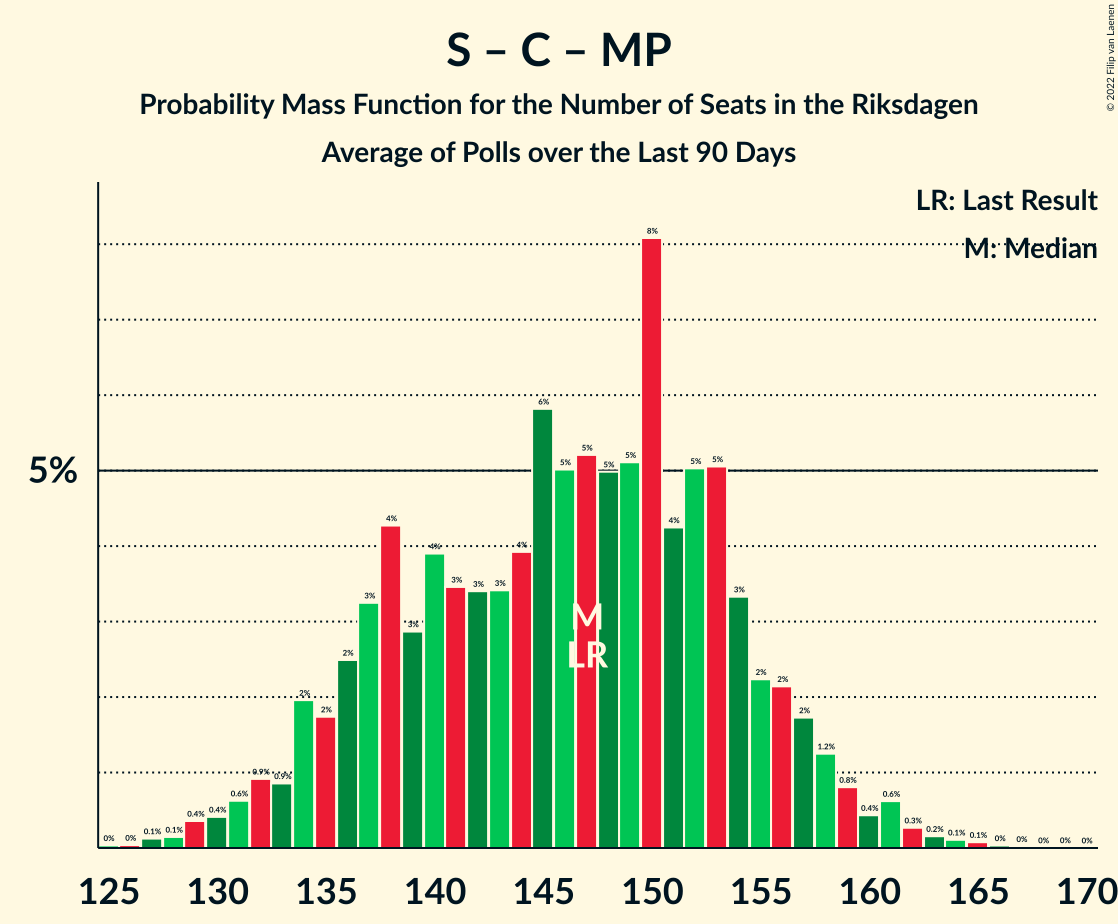 S – C – MP
Probability Mass Function for the Number of Seats in the Riksdagen
Average of Polls over the Last 90 Days
© 2022 Filip van Laenen
LR: Last Result
M: Median
5%
0% 0% 0.1% 0.1% 0.4% 0.4% 0.6% 0.9% 0.9% 2% 2% 2% 3% 4% 3% 4% 3% 3% 3% 4% 6% 5% 5% 5% 5% 8% 4% 5% 5% 3% 2% 2% 2% 1.2% 0.8% 0.4% 0.6% 0.3% 0.2% 0.1% 0.1% 0% 0% 0% 0% 0%
M
LR
125 130 135 140 145 150 155 160 165 170